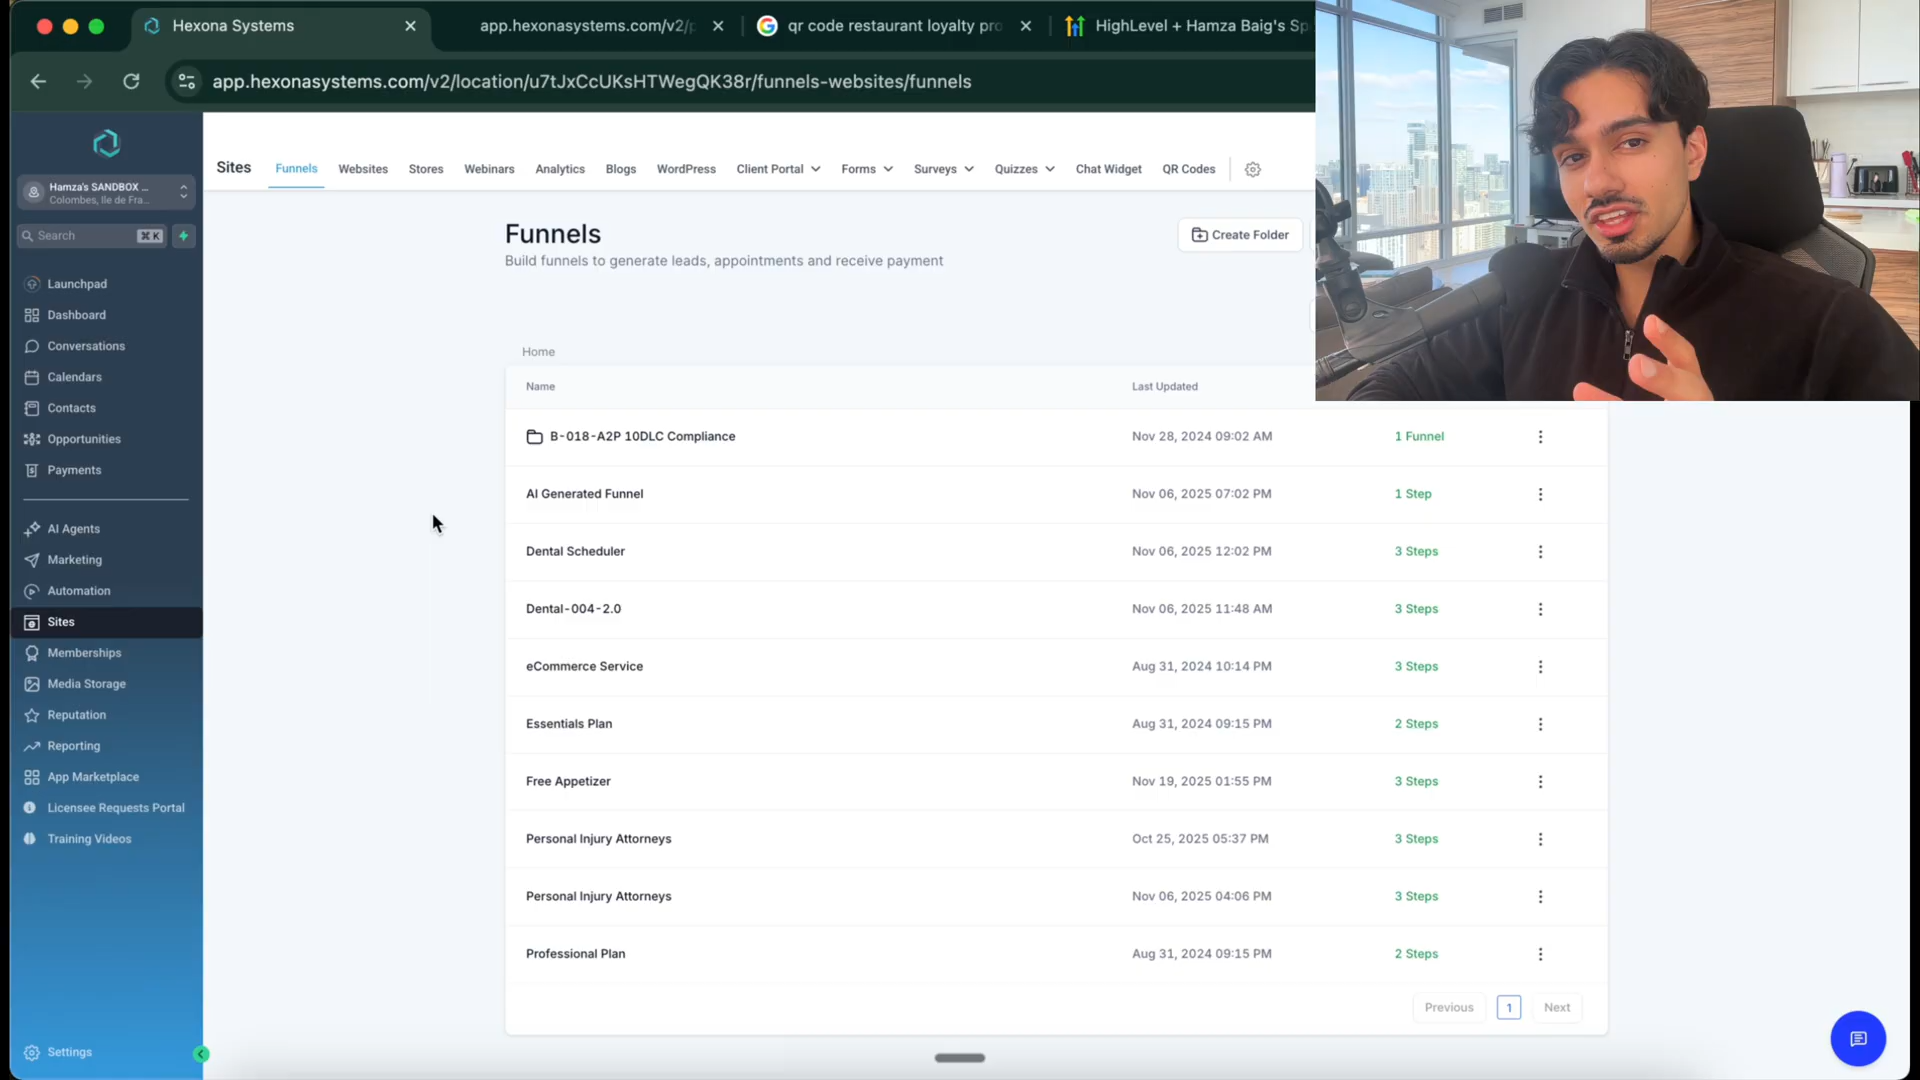 Hexona Systems
app.hexonasystems.com/v2/
qr code restaurant loyalty pro
HighLevel + Hamza Baig's Sp
app.hexonasystems.com/v2/location/u7tJxCcUKsHTWegQK38r/funnels-websites/funnels
Hamza's SANDBOX ...
Colombes, Ile de Fra...
Search
⌘ K
Launchpad
Dashboard
Conversations
Calendars
Contacts
Opportunities
Payments
AI Agents
Marketing
Automation
Sites
Memberships
Media Storage
Reputation
Reporting
App Marketplace
Licensee Requests Portal
Training Videos
Settings
Sites
Funnels
Websites
Stores
Webinars
Analytics
Blogs
WordPress
Client Portal
Forms
Surveys
Quizzes
Chat Widget
QR Codes
Funnels
Build funnels to generate leads, appointments and receive payment
Create Folder
Home
Name Last Updated
B-018-A2P 10DLC Compliance Nov 28, 2024 09:02 AM 1 Funnel
AI Generated Funnel Nov 06, 2025 07:02 PM 1 Step
Dental Scheduler Nov 06, 2025 12:02 PM 3 Steps
Dental-004-2.0 Nov 06, 2025 11:48 AM 3 Steps
eCommerce Service Aug 31, 2024 10:14 PM 3 Steps
Essentials Plan Aug 31, 2024 09:15 PM 2 Steps
Free Appetizer Nov 19, 2025 01:55 PM 3 Steps
Personal Injury Attorneys Oct 25, 2025 05:37 PM 3 Steps
Personal Injury Attorneys Nov 06, 2025 04:06 PM 3 Steps
Professional Plan Aug 31, 2024 09:15 PM 2 Steps
Previous 1 Next